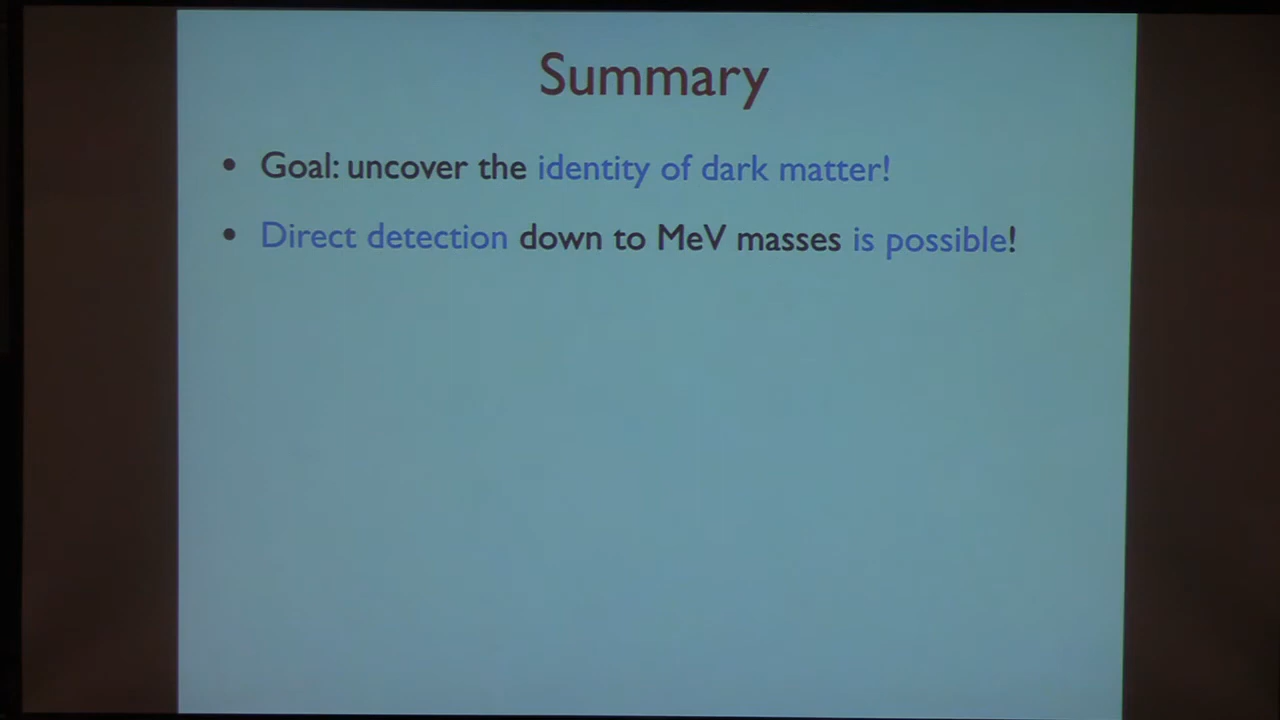 Summary
• Goal: uncover the identity of dark matter!
• Direct detection down to MeV masses is possible!